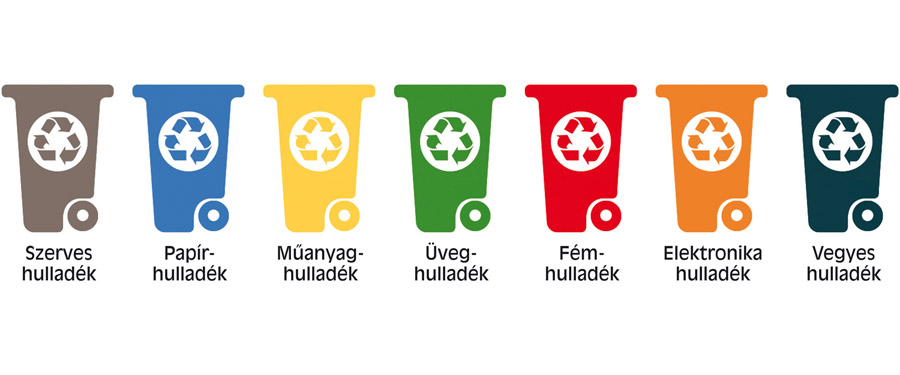 Szerves
hulladék
Papír-
hulladék
Műanyag-
hulladék
Üveg-
hulladék
Fém-
hulladék
Elektronika
hulladék
Vegyes
hulladék